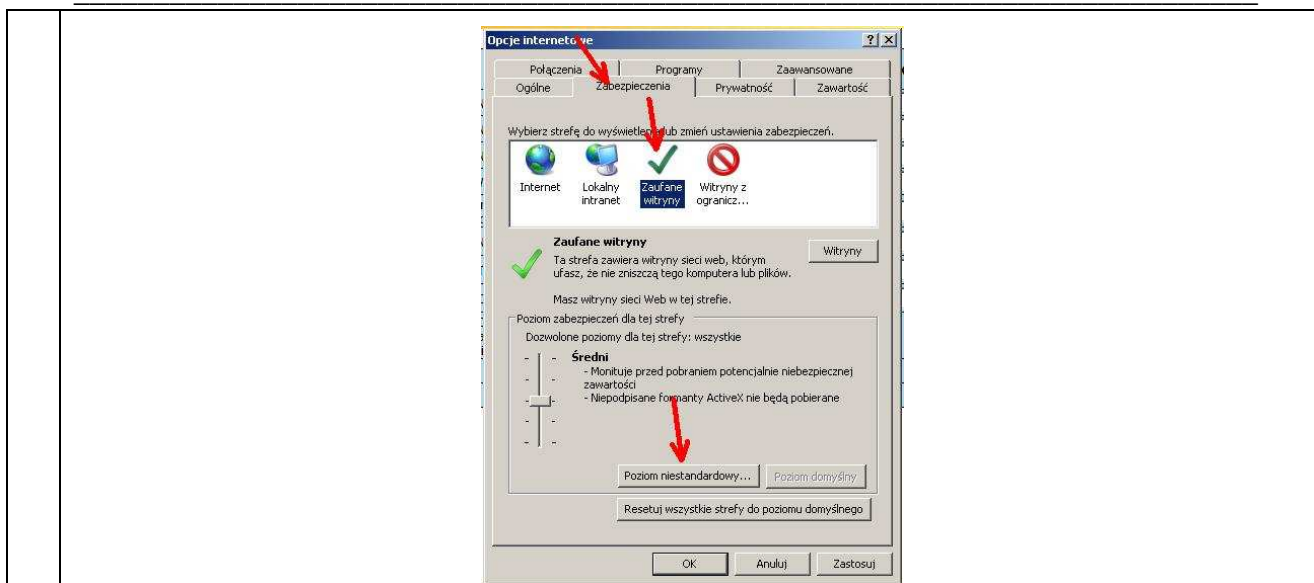 Opcje internetowe
Połączenia Programy Zaawansowane
Ogólne Zabezpieczenia Prywatność Zawartość
Wybierz strefę do wyświetlenia lub zmień ustawienia zabezpieczeń.
Internet Lokalny intranet Zaufane witryny Witryny z ogranicz...
Zaufane witryny
Witryny
Ta strefa zawiera witryny sieci web, którym
ufasz, że nie zniszczą tego komputera lub plików.
Masz witryny sieci Web w tej strefie.
Poziom zabezpieczeń dla tej strefy
Dozwolone poziomy dla tej strefy: wszystkie
Średni
- Monituje przed pobraniem potencjalnie niebezpiecznej
zawartości
- Niepodpisane formanty ActiveX nie będą pobierane
Poziom niestandardowy... Poziom domyślny
Resetuj wszystkie strefy do poziomu domyślnego
OK Anuluj Zastosuj